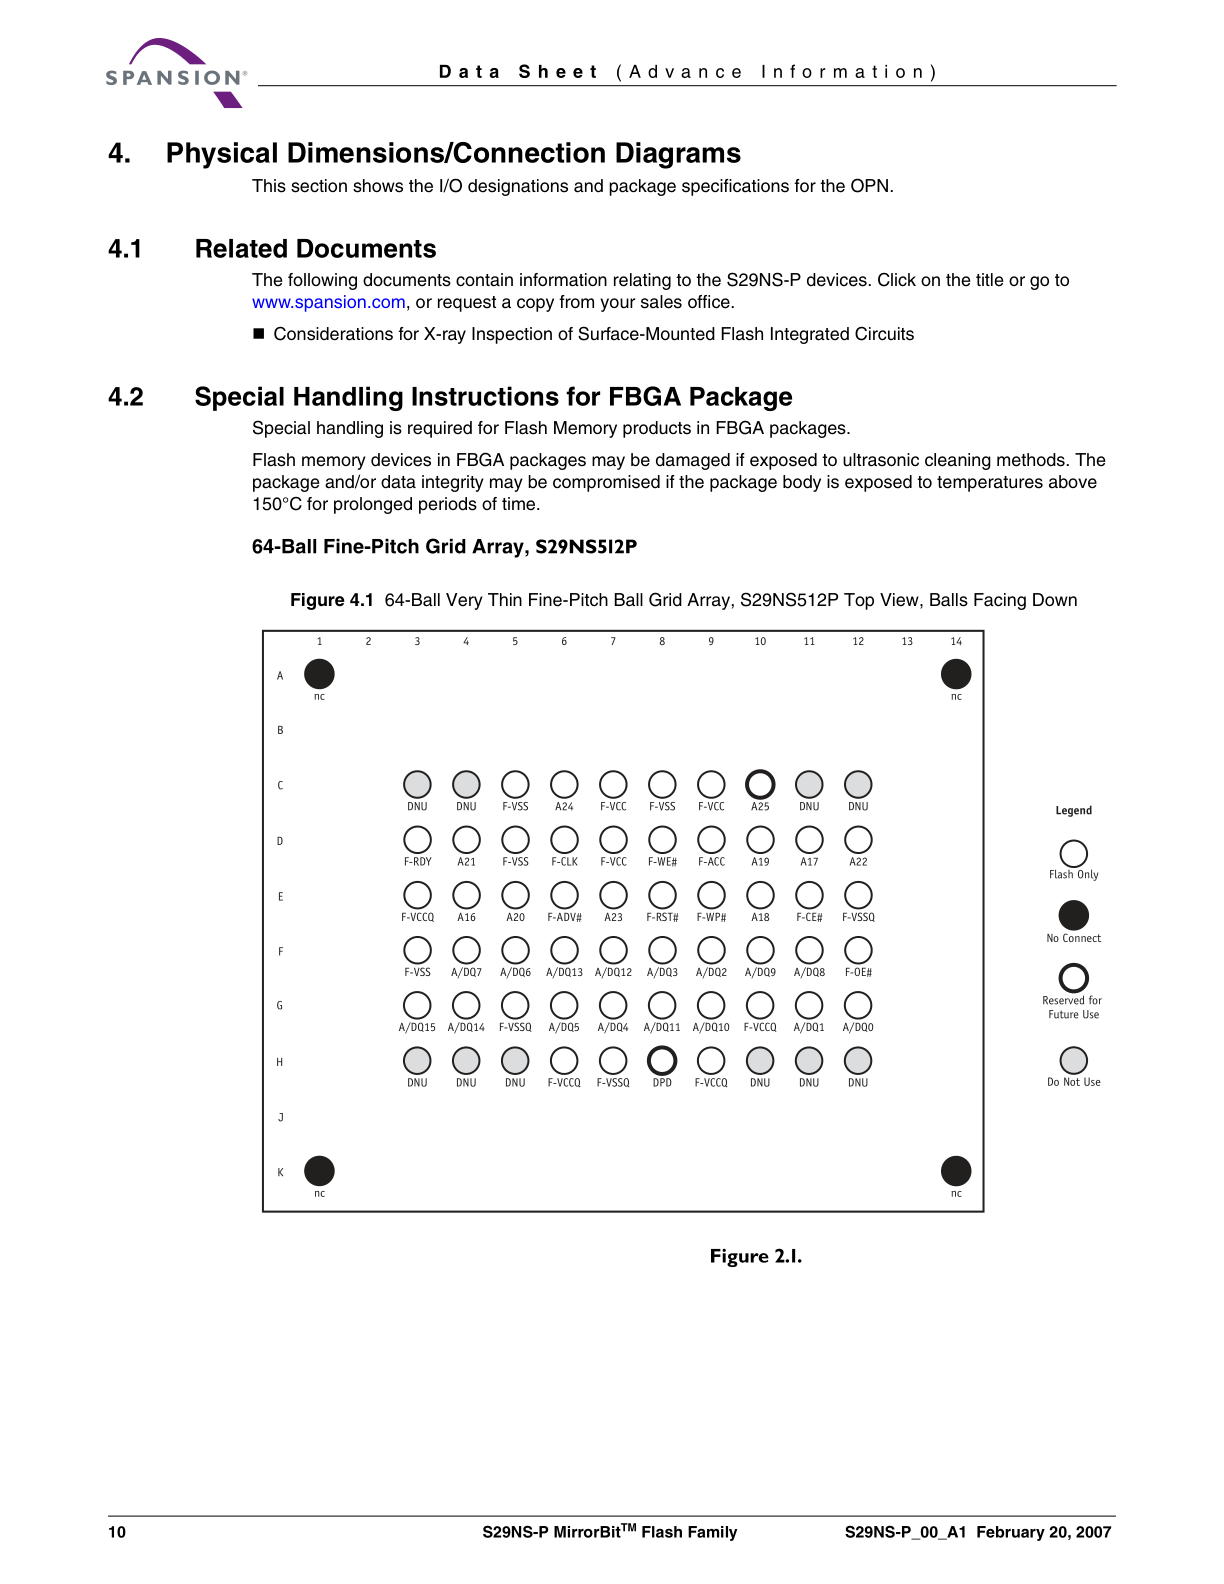 SPANSION®
Data Sheet (Advance Information)
4. Physical Dimensions/Connection Diagrams
This section shows the I/O designations and package specifications for the OPN.
4.1 Related Documents
The following documents contain information relating to the S29NS-P devices. Click on the title or go to
www.spansion.com, or request a copy from your sales office.
■ Considerations for X-ray Inspection of Surface-Mounted Flash Integrated Circuits
4.2 Special Handling Instructions for FBGA Package
Special handling is required for Flash Memory products in FBGA packages.
Flash memory devices in FBGA packages may be damaged if exposed to ultrasonic cleaning methods. The
package and/or data integrity may be compromised if the package body is exposed to temperatures above
150°C for prolonged periods of time.
64-Ball Fine-Pitch Grid Array, S29NS512P
Figure 4.1 64-Ball Very Thin Fine-Pitch Ball Grid Array, S29NS512P Top View, Balls Facing Down
1 2 3 4 5 6 7 8 9 10 11 12 13 14
A
nc nc
B
C
DNU DNU F-VSS A24 F-VCC F-VSS F-VCC A25 DNU DNU
D
F-RDY A21 F-VSS F-CLK F-VCC F-WE# F-ACC A19 A17 A22
E
F-VCCQ A16 A20 F-ADV# A23 F-RST# F-WP# A18 F-CE# F-VSSQ
F
F-VSS A/DQ7 A/DQ6 A/DQ13 A/DQ12 A/DQ3 A/DQ2 A/DQ9 A/DQ8 F-OE#
G
A/DQ15 A/DQ14 F-VSSQ A/DQ5 A/DQ4 A/DQ11 A/DQ10 F-VCCQ A/DQ1 A/DQ0
H
DNU DNU DNU F-VCCQ F-VSSQ DPD F-VCCQ DNU DNU DNU
J
K
nc nc
Legend
Flash Only
No Connect
Reserved for
Future Use
Do Not Use
Figure 2.1.
10 S29NS-P MirrorBit™ Flash Family S29NS-P_00_A1 February 20, 2007